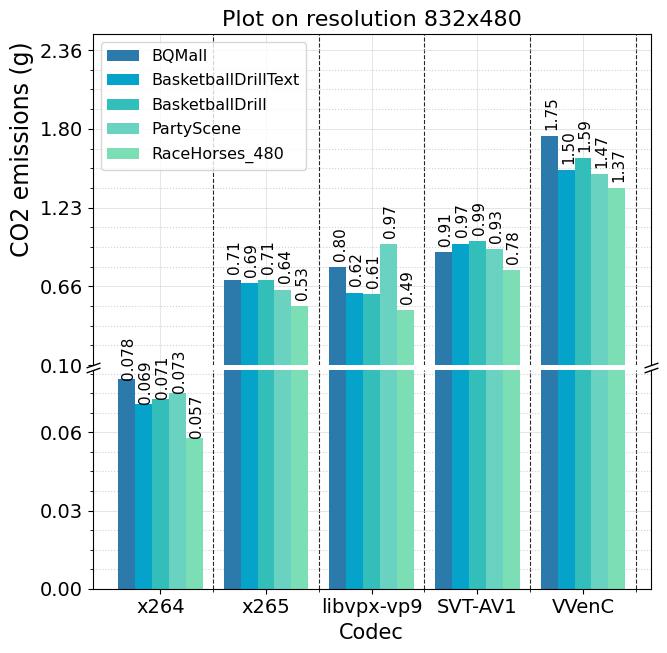 Plot on resolution 832x480
CO2 emissions (g)
2.36
1.80
1.23
0.66
0.10
0.06
0.03
0.00
BQMall
BasketballDrillText
BasketballDrill
PartyScene
RaceHorses_480
0.078
0.069
0.071
0.073
0.057
0.71
0.69
0.71
0.64
0.53
0.80
0.62
0.61
0.97
0.49
0.91
0.97
0.99
0.93
0.78
1.75
1.50
1.59
1.47
1.37
x264
x265
libvpx-vp9
SVT-AV1
VVenC
Codec